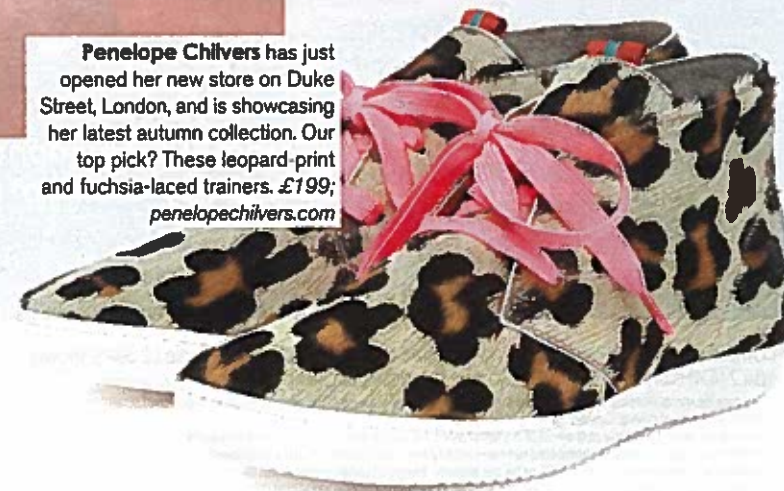 Penelope Chilvers has just
opened her new store on Duke
Street, London, and is showcasing
her latest autumn collection. Our
top pick? These leopard-print
and fuchsia-laced trainers. £199;
penelopechilvers.com